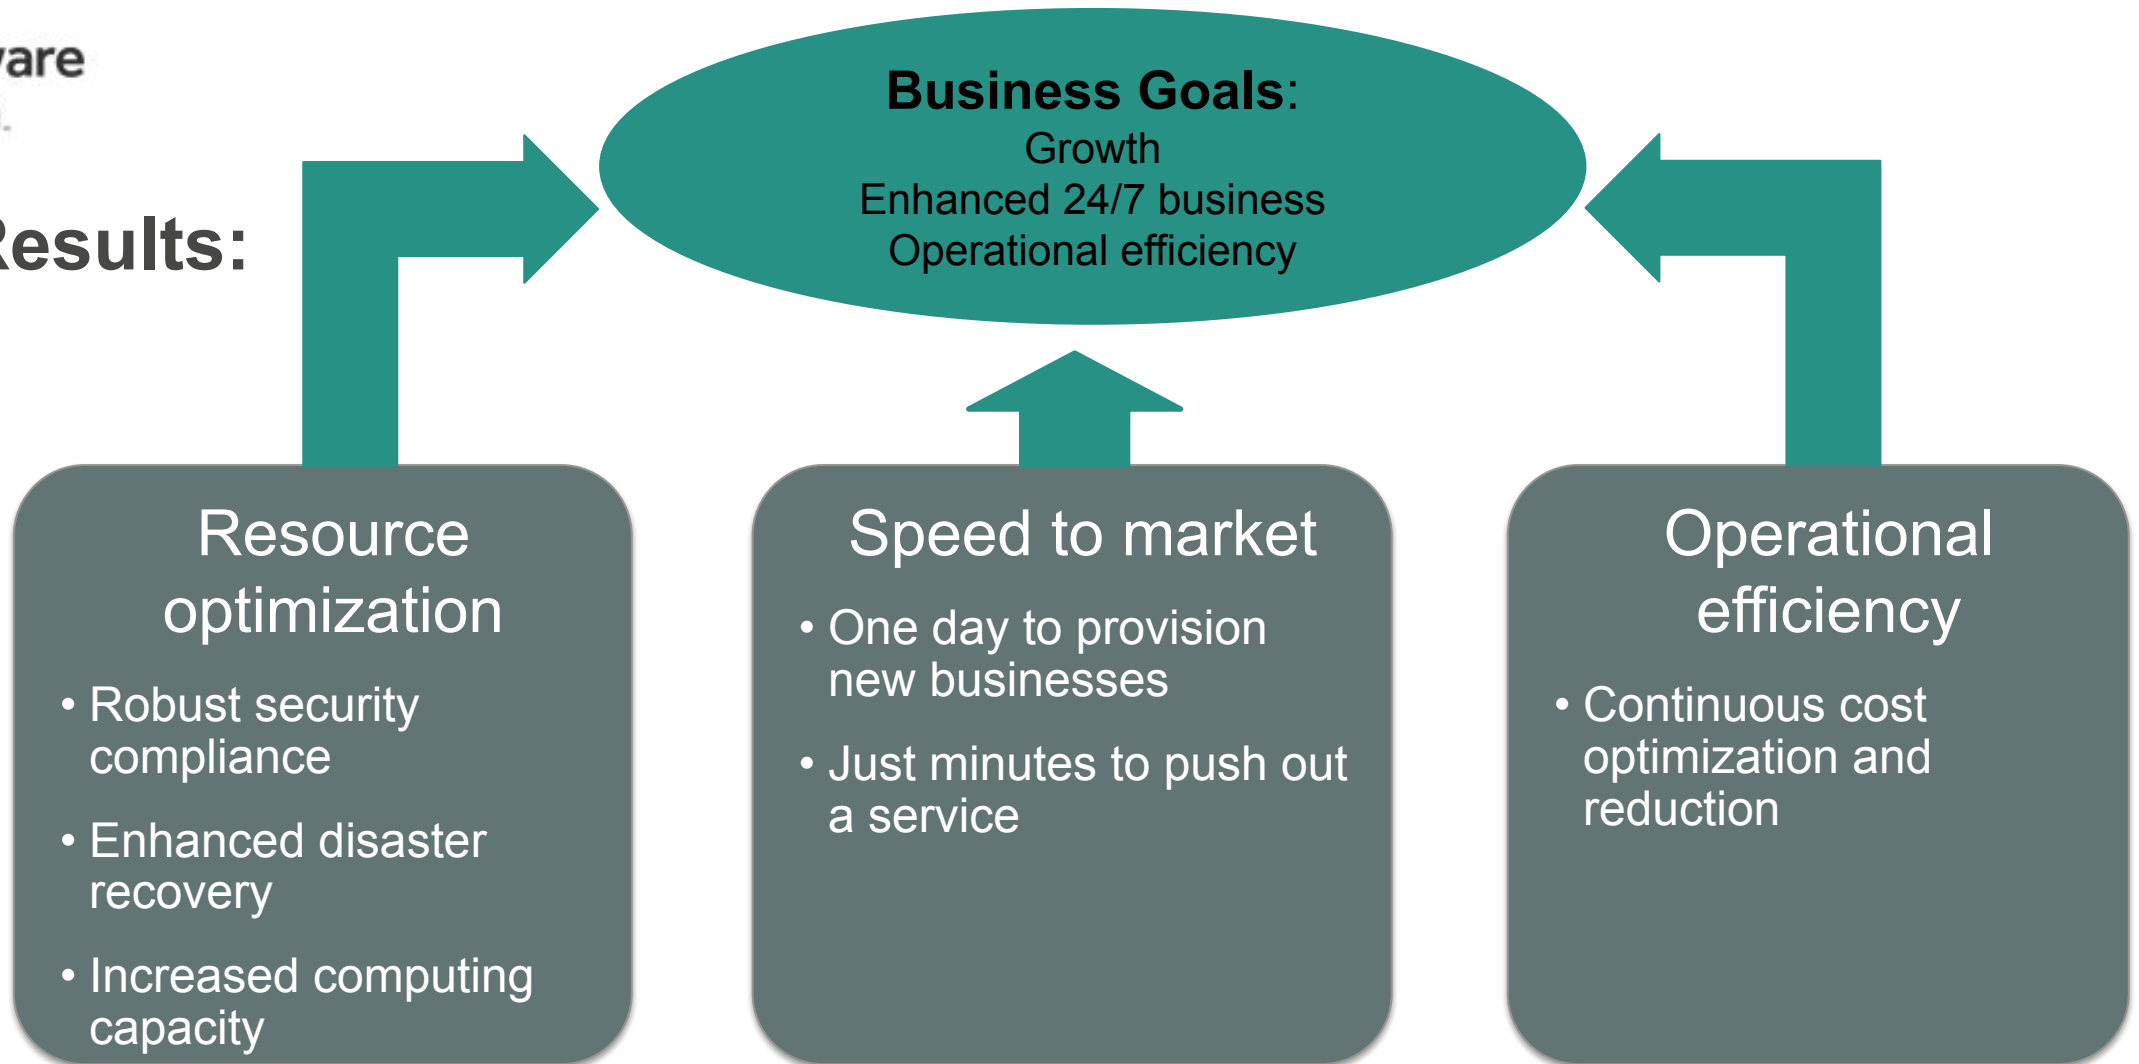 Business Goals:
Growth
Enhanced 24/7 business
Operational efficiency
Results:
Resource
optimization
• Robust security
compliance
• Enhanced disaster
recovery
• Increased computing
capacity
Speed to market
• One day to provision
new businesses
• Just minutes to push out
a service
Operational
efficiency
• Continuous cost
optimization and
reduction